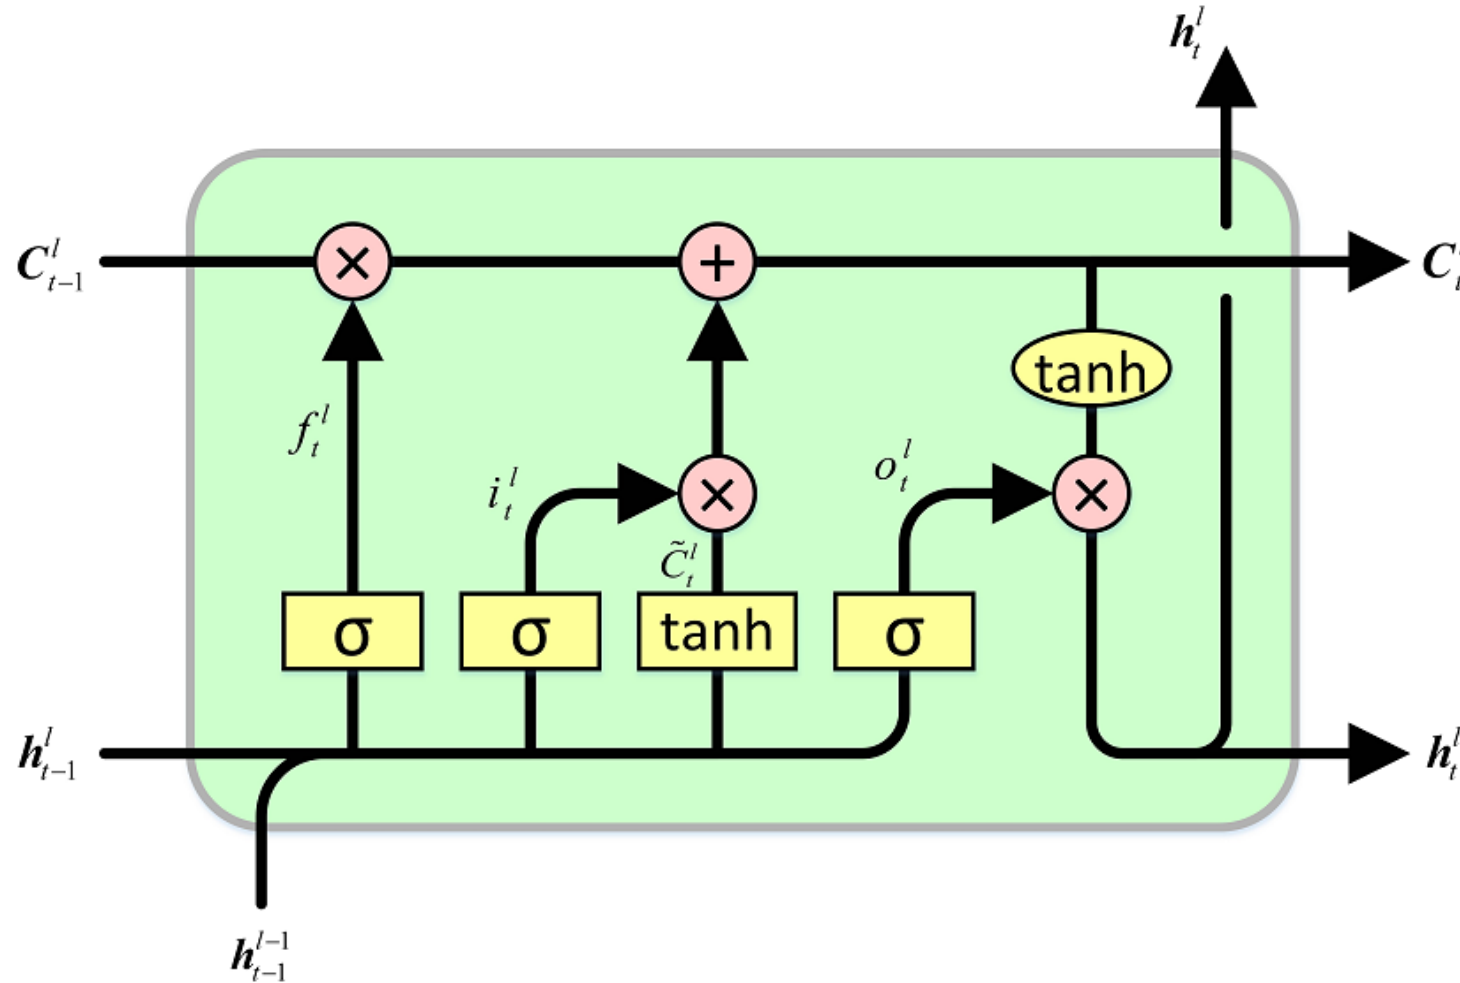 h_t^l
C_{t-1}^l
×
+
C_t
tanh
f_t^l
i_t^l
×
o_t^l
×
C̃_t^l
σ
σ
tanh
σ
h_{t-1}^l
h_t^l
h_{t-1}^{l-1}